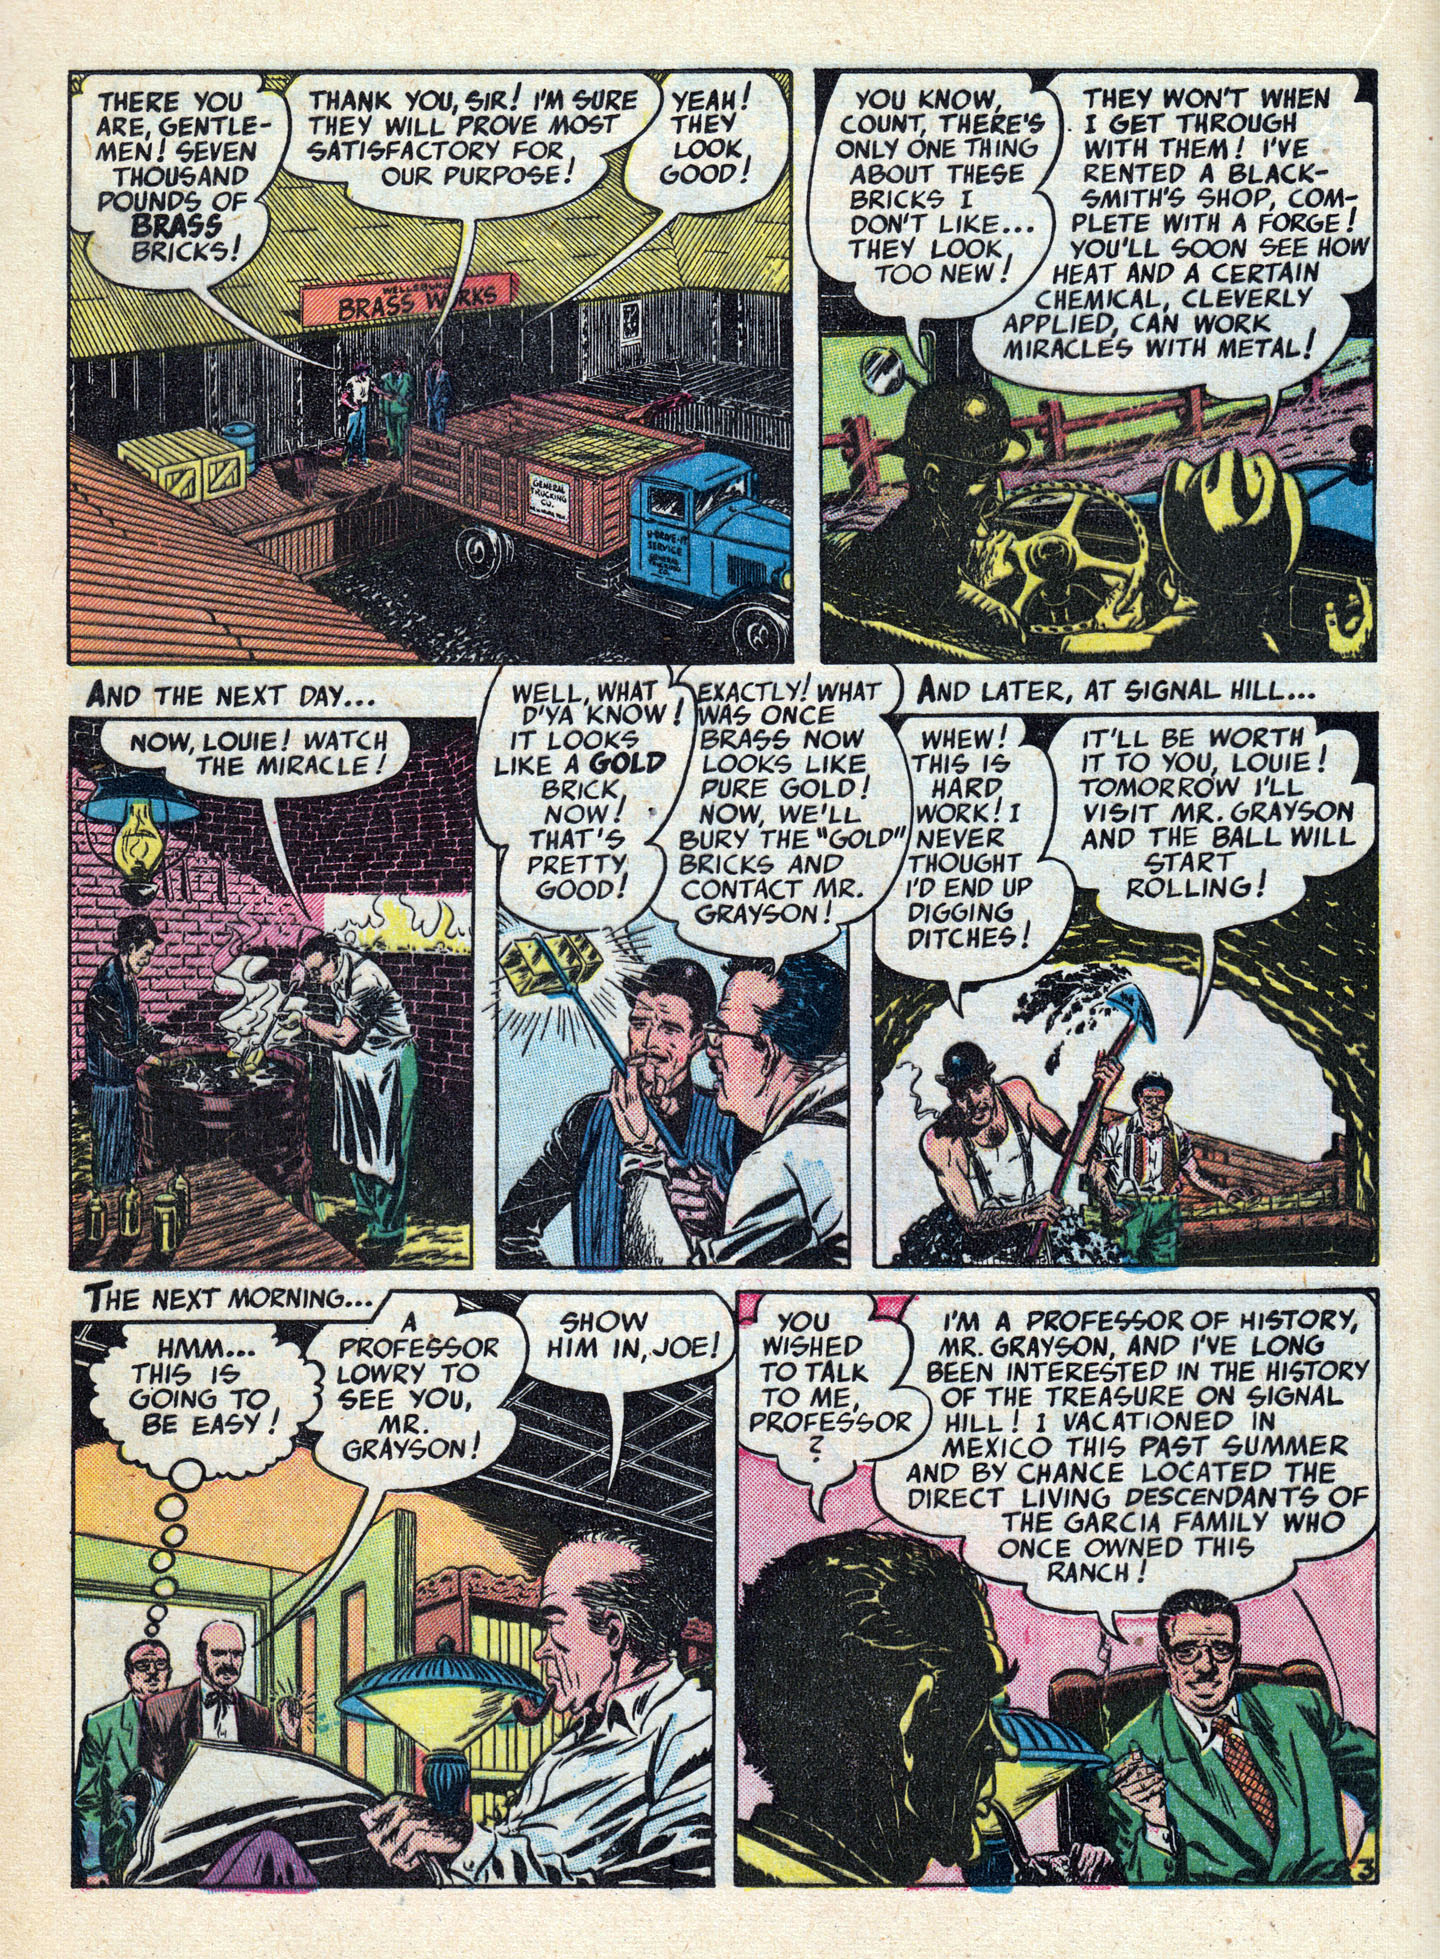 THERE YOU
ARE, GENTLE-
MEN! SEVEN
THOUSAND
POUNDS OF
BRASS
BRICKS!
THANK YOU, SIR! I'M SURE
THEY WILL PROVE MOST
SATISFACTORY FOR
OUR PURPOSE!
YEAH!
THEY
LOOK
GOOD!
BRASS WORKS
GENERAL
TRUCKING
CO.
U-DRIVE-IT
SERVICE
GENERAL
TRUCKING
CO.
YOU KNOW,
COUNT, THERE'S
ONLY ONE THING
ABOUT THESE
BRICKS I
DON'T LIKE...
THEY LOOK
TOO NEW!
THEY WON'T WHEN
I GET THROUGH
WITH THEM! I'VE
RENTED A BLACK-
SMITH'S SHOP, COM-
PLETE WITH A FORGE!
YOU'LL SOON SEE HOW
HEAT AND A CERTAIN
CHEMICAL, CLEVERLY
APPLIED, CAN WORK
MIRACLES WITH METAL!
AND THE NEXT DAY...
NOW, LOUIE! WATCH
THE MIRACLE!
WELL, WHAT
D'YA KNOW!
IT LOOKS
LIKE A GOLD
BRICK,
NOW!
THAT'S
PRETTY
GOOD!
EXACTLY! WHAT
WAS ONCE
BRASS NOW
LOOKS LIKE
PURE GOLD!
NOW, WE'LL
BURY THE "GOLD"
BRICKS AND
CONTACT MR.
GRAYSON!
AND LATER, AT SIGNAL HILL...
WHEW!
THIS IS
HARD
WORK! I
NEVER
THOUGHT
I'D END UP
DIGGING
DITCHES!
IT'LL BE WORTH
IT TO YOU, LOUIE!
TOMORROW I'LL
VISIT MR. GRAYSON
AND THE BALL WILL
START
ROLLING!
THE NEXT MORNING...
HMM...
THIS IS
GOING TO
BE EASY!
A
PROFESSOR
LOWRY TO
SEE YOU,
MR.
GRAYSON!
SHOW
HIM IN, JOE!
YOU
WISHED
TO TALK
TO ME,
PROFESSOR
?
I'M A PROFESSOR OF HISTORY,
MR. GRAYSON, AND I'VE LONG
BEEN INTERESTED IN THE HISTORY
OF THE TREASURE ON SIGNAL
HILL! I VACATIONED IN
MEXICO THIS PAST SUMMER
AND BY CHANCE LOCATED THE
DIRECT LIVING DESCENDANTS OF
THE GARCIA FAMILY WHO
ONCE OWNED THIS
RANCH!
3